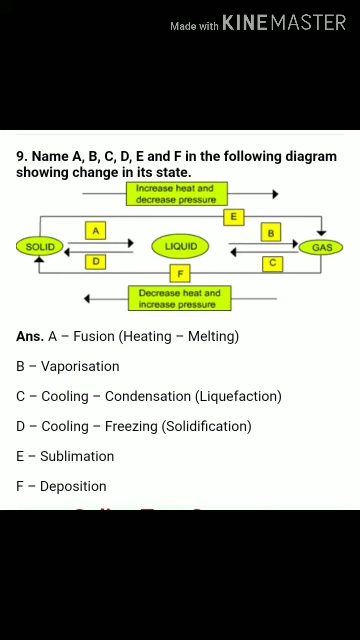 Made with KINEMASTER
9. Name A, B, C, D, E and F in the following diagram
showing change in its state.
Increase heat and
decrease pressure
E
A
B
SOLID
LIQUID
GAS
D
C
F
Decrease heat and
increase pressure
Ans. A – Fusion (Heating – Melting)
B – Vaporisation
C – Cooling – Condensation (Liquefaction)
D – Cooling – Freezing (Solidification)
E – Sublimation
F – Deposition